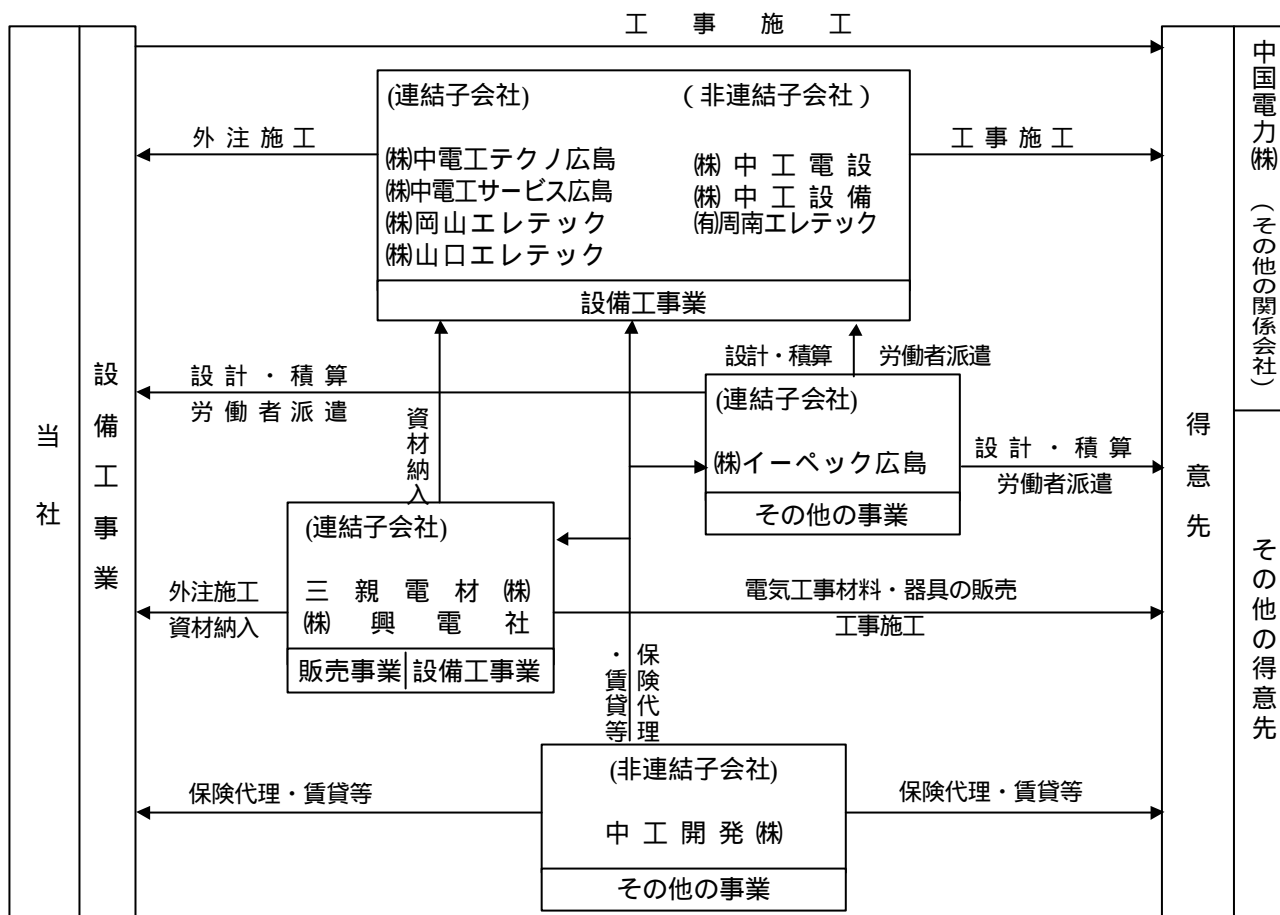 工事施工
当社
設備工事業
(連結子会社)
(非連結子会社)
㈱中電工テクノ広島
㈱中電工サービス広島
㈱岡山エレテック
㈱山口エレテック
㈱中工電設
㈱中工設備
㈲周南エレテック
設備工事業
外注施工
工事施工
設計・積算
労働者派遣
設計・積算
労働者派遣
(連結子会社)
㈱イーペック広島
その他の事業
設計・積算
労働者派遣
資材納入
(連結子会社)
三親電材㈱
㈱興電社
販売事業
設備工事業
外注施工
資材納入
電気工事材料・器具の販売
工事施工
保険代理
・賃貸等
(非連結子会社)
中工開発㈱
その他の事業
保険代理・賃貸等
保険代理・賃貸等
得意先
中国電力㈱
(その他の関係会社)
その他の得意先